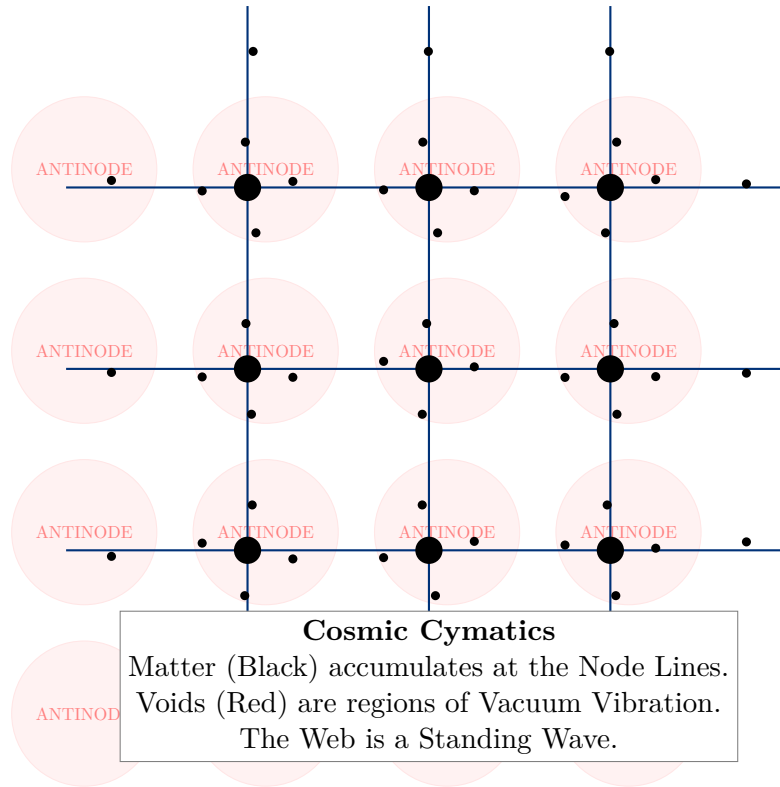 ANTINODE ANTINODE ANTINODE ANTINODE
ANTINODE ANTINODE ANTINODE ANTINODE
ANTINODE ANTINODE ANTINODE ANTINODE
Cosmic Cymatics
Matter (Black) accumulates at the Node Lines.
Voids (Red) are regions of Vacuum Vibration.
The Web is a Standing Wave.
ANTINOD